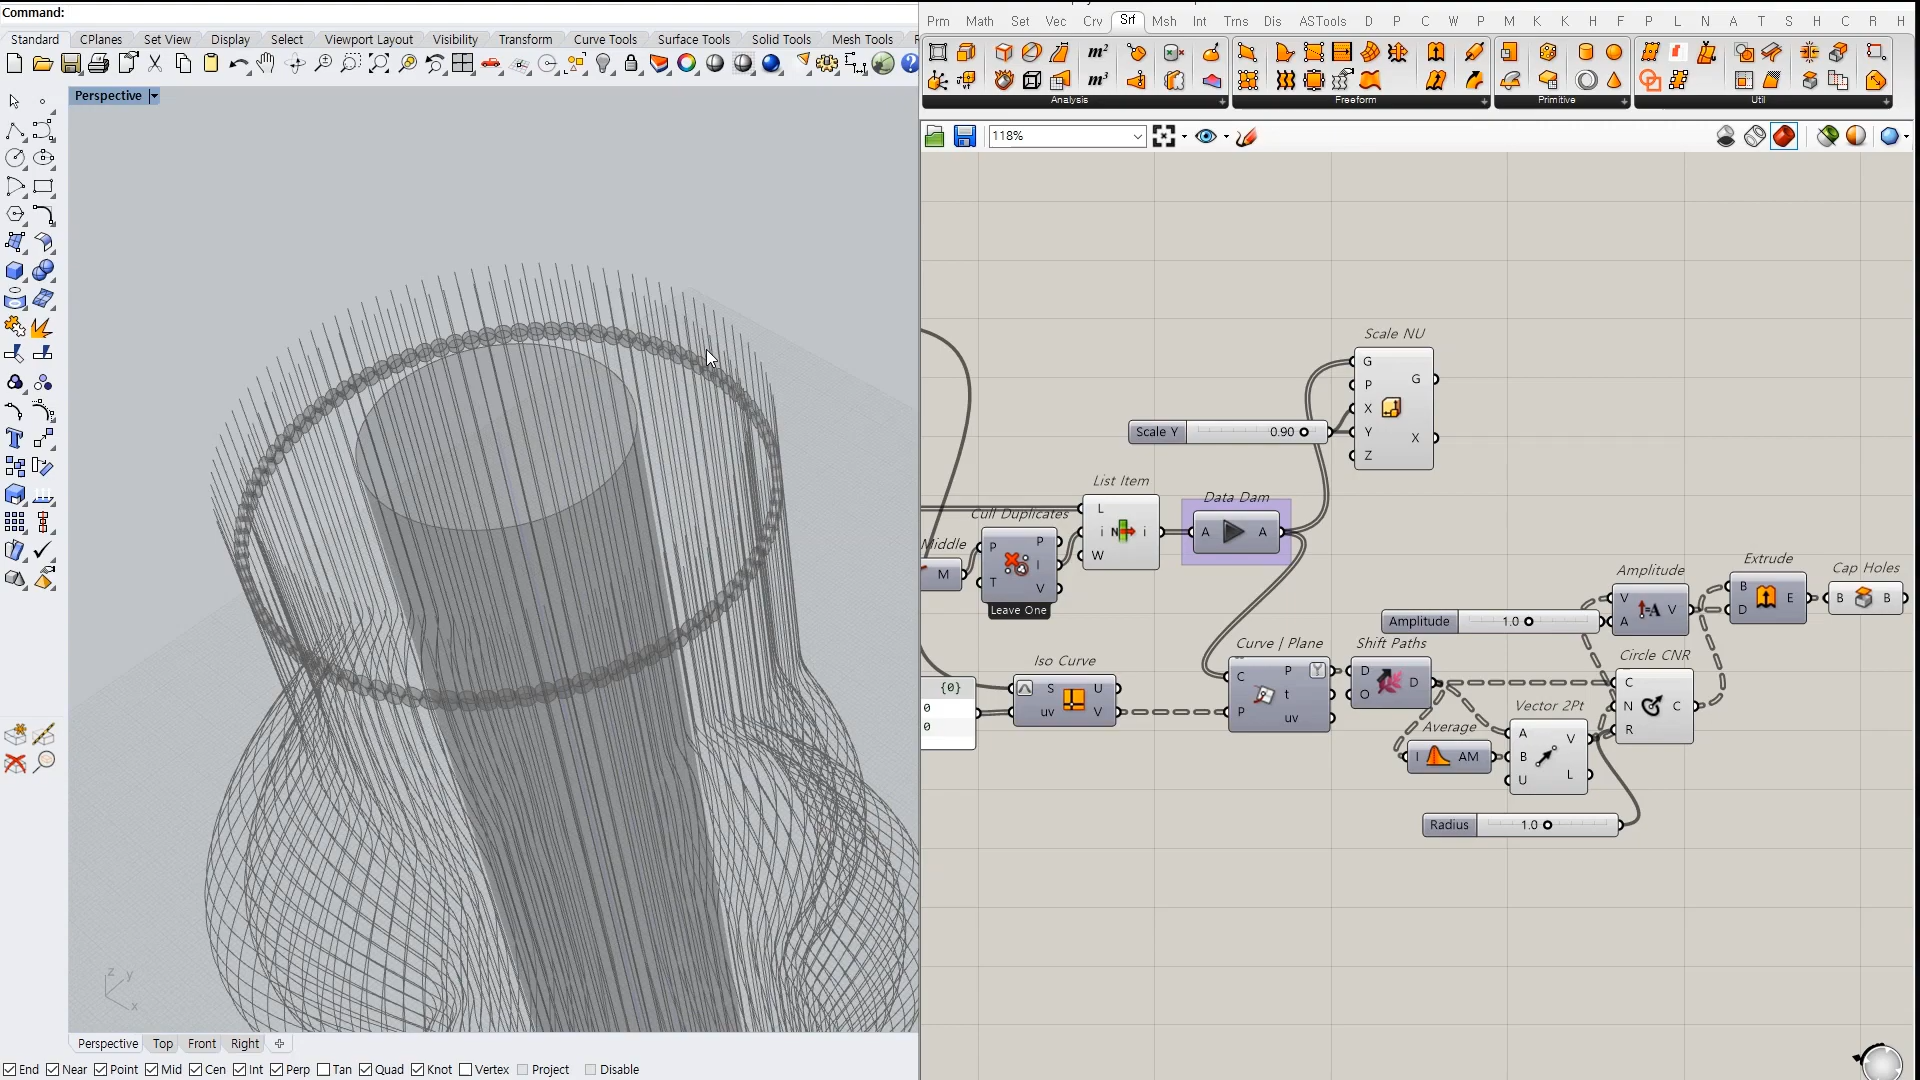 Command:
Standard CPlanes Set View Display Select Viewport Layout Visibility Transform Curve Tools Surface Tools Solid Tools Mesh Tools
Perspective
z y
x
Perspective Top Front Right
End Near Point Mid Cen Int Perp Tan Quad Knot Vertex Project Disable
Prm Math Set Vec Crv Srf Msh Int Trns Dis ASTools D P C W P M K K H F P L N A T S H C R H
m² m³
Analysis Freeform Primitive Util
118%
Scale NU
G P X Y Z G X
Scale Y 0.90
List Item
L i W i
Data Dam
A A
Cull Duplicates
P T P I V
Leave One
Middle
M
Iso Curve
S uv U V
{0}
0
0
Curve | Plane
C P P t uv
Shift Paths
D O D
Average
I AM
Vector 2Pt
A B U V L
Radius 1.0
Amplitude 1.0
Amplitude
V A V
Circle CNR
C N R C
Extrude
B D E
Cap Holes
B B